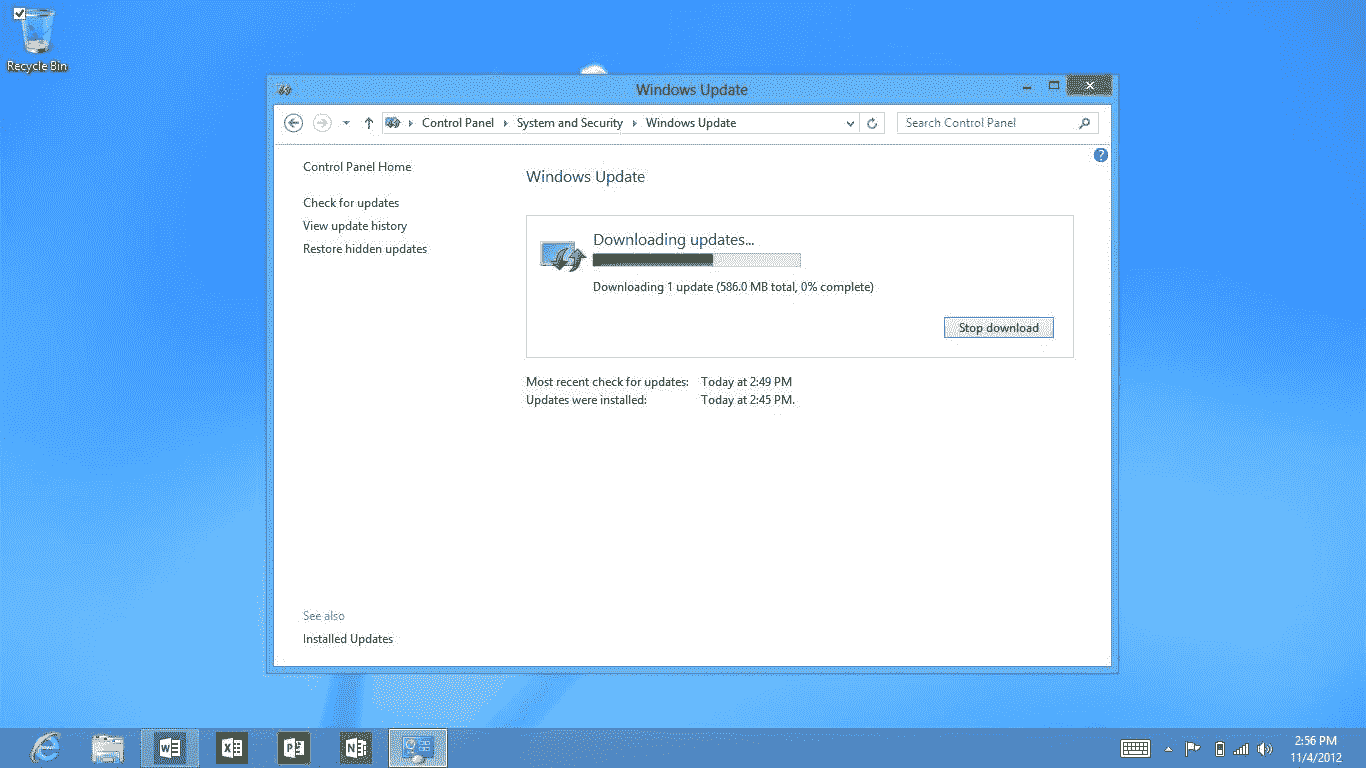 Recycle Bin
Windows Update
Control Panel System and Security Windows Update
Search Control Panel
Control Panel Home
Check for updates
View update history
Restore hidden updates
Windows Update
Downloading updates...
Downloading 1 update (586.0 MB total, 0% complete)
Stop download
Most recent check for updates: Today at 2:49 PM
Updates were installed: Today at 2:45 PM.
See also
Installed Updates
2:56 PM
11/4/2012